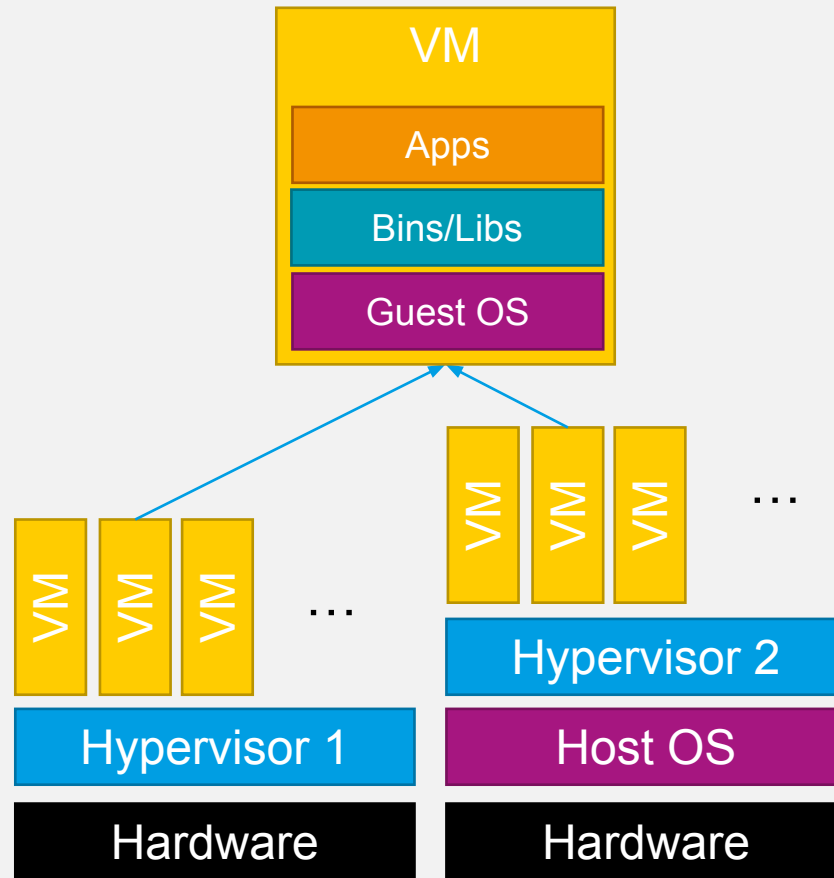 VM
Apps
Bins/Libs
Guest OS
VM
VM
VM
...
VM
VM
VM
...
Hypervisor 2
Hypervisor 1
Host OS
Hardware
Hardware